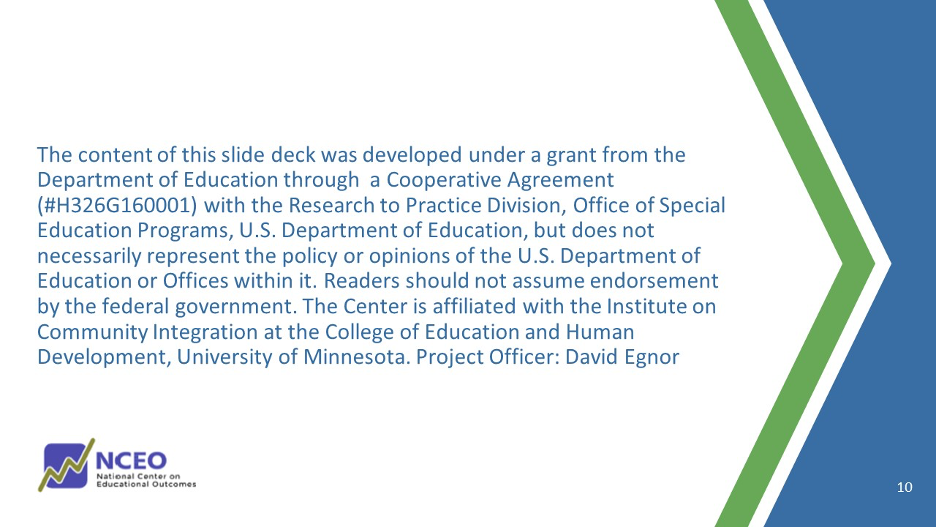 The content of this slide deck was developed under a grant from the
Department of Education through  a Cooperative Agreement
(#H326G160001) with the Research to Practice Division, Office of Special
Education Programs, U.S. Department of Education, but does not
necessarily represent the policy or opinions of the U.S. Department of
Education or Offices within it. Readers should not assume endorsement
by the federal government. The Center is affiliated with the Institute on
Community Integration at the College of Education and Human
Development, University of Minnesota. Project Officer: David Egnor
NCEO
National Center on
Educational Outcomes
10